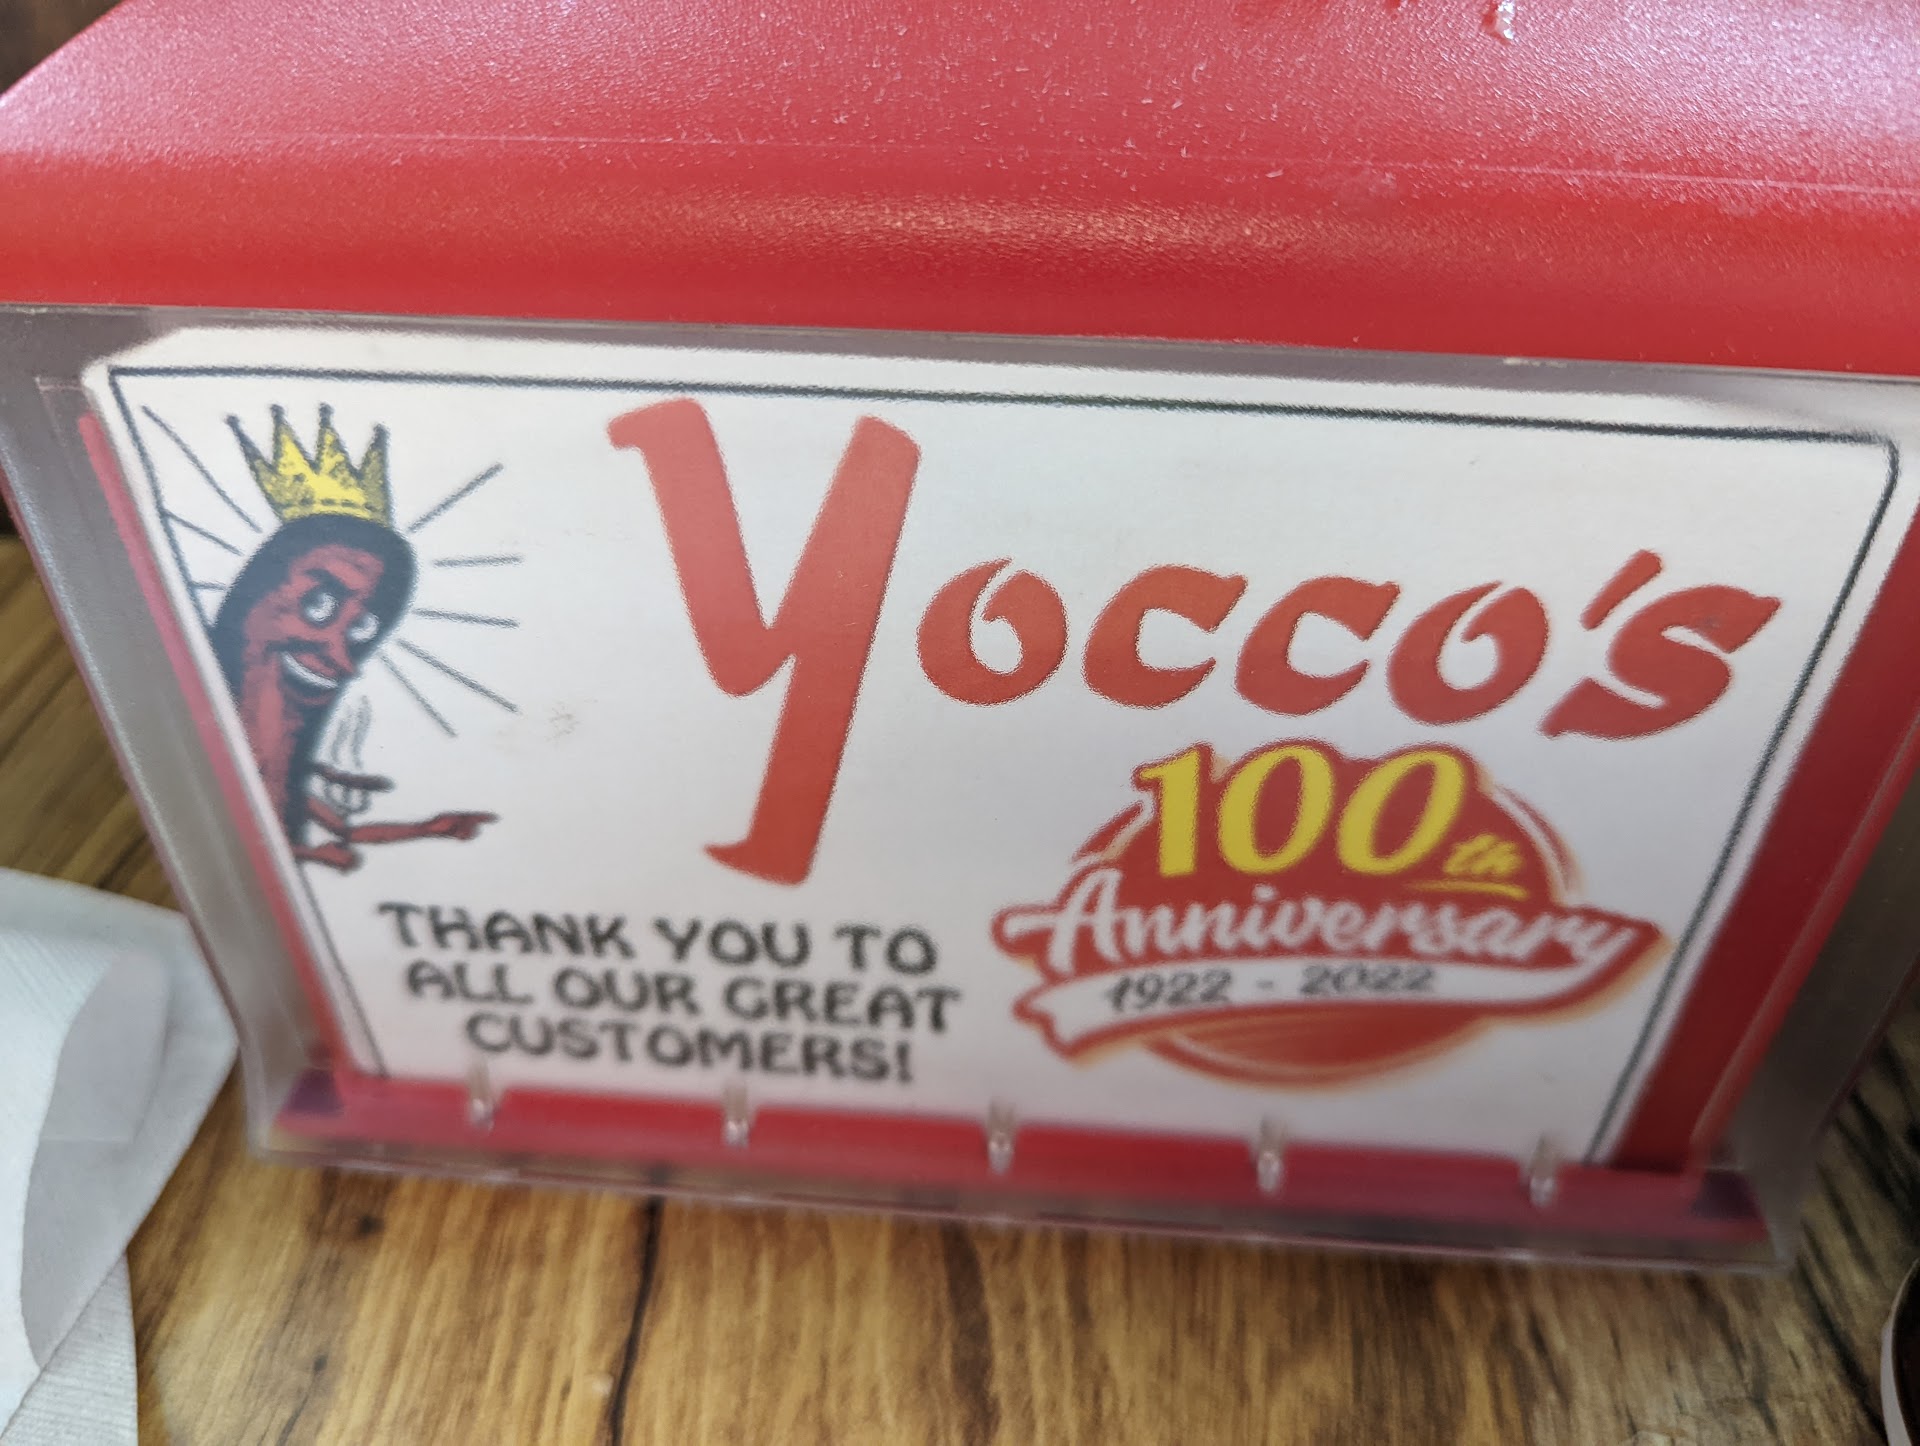 Yocco's
100th
Anniversary
1922 - 2022
THANK YOU TO
ALL OUR GREAT
CUSTOMERS!